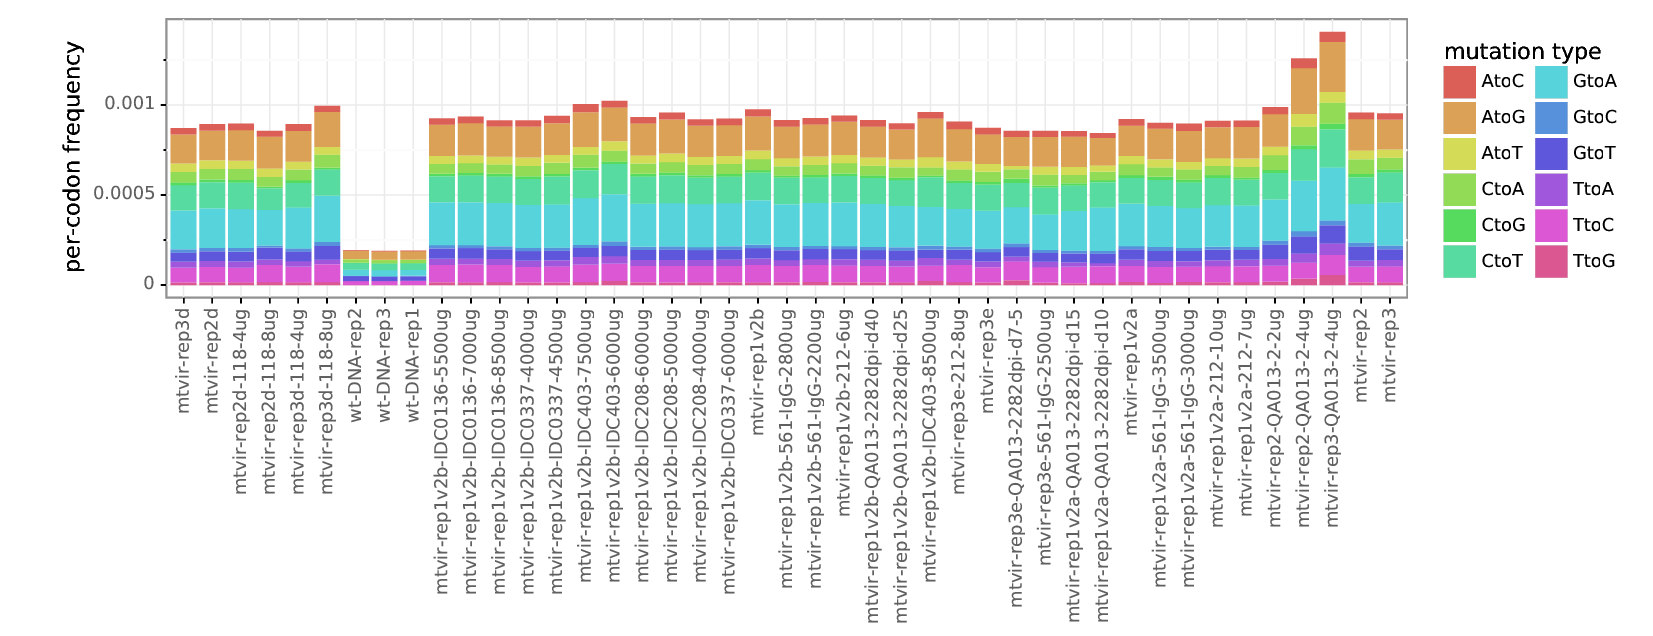 per-codon frequency
0.001
0.0005
0
mtvir-rep3d
mtvir-rep2d
mtvir-rep2d-118-4ug
mtvir-rep2d-118-8ug
mtvir-rep3d-118-4ug
mtvir-rep3d-118-8ug
wt-DNA-rep2
wt-DNA-rep3
wt-DNA-rep1
mtvir-rep1v2b-IDC0136-5500ug
mtvir-rep1v2b-IDC0136-7000ug
mtvir-rep1v2b-IDC0136-8500ug
mtvir-rep1v2b-IDC0337-4000ug
mtvir-rep1v2b-IDC0337-4500ug
mtvir-rep1v2b-IDC403-7500ug
mtvir-rep1v2b-IDC403-6000ug
mtvir-rep1v2b-IDC208-6000ug
mtvir-rep1v2b-IDC208-5000ug
mtvir-rep1v2b-IDC208-4000ug
mtvir-rep1v2b-IDC0337-6000ug
mtvir-rep1v2b
mtvir-rep1v2b-561-IgG-2800ug
mtvir-rep1v2b-561-IgG-2200ug
mtvir-rep1v2b-212-6ug
mtvir-rep1v2b-QA013-2282dpi-d40
mtvir-rep1v2b-QA013-2282dpi-d25
mtvir-rep1v2b-IDC403-8500ug
mtvir-rep3e-212-8ug
mtvir-rep3e
mtvir-rep3e-QA013-2282dpi-d7-5
mtvir-rep3e-561-IgG-2500ug
mtvir-rep1v2a-QA013-2282dpi-d15
mtvir-rep1v2a-QA013-2282dpi-d10
mtvir-rep1v2a
mtvir-rep1v2a-561-IgG-3500ug
mtvir-rep1v2a-561-IgG-3000ug
mtvir-rep1v2a-212-10ug
mtvir-rep1v2a-212-7ug
mtvir-rep2-QA013-2-2ug
mtvir-rep2-QA013-2-4ug
mtvir-rep3-QA013-2-4ug
mtvir-rep2
mtvir-rep3
mutation type
AtoC GtoA
AtoG GtoC
AtoT GtoT
CtoA TtoA
CtoG TtoC
CtoT TtoG